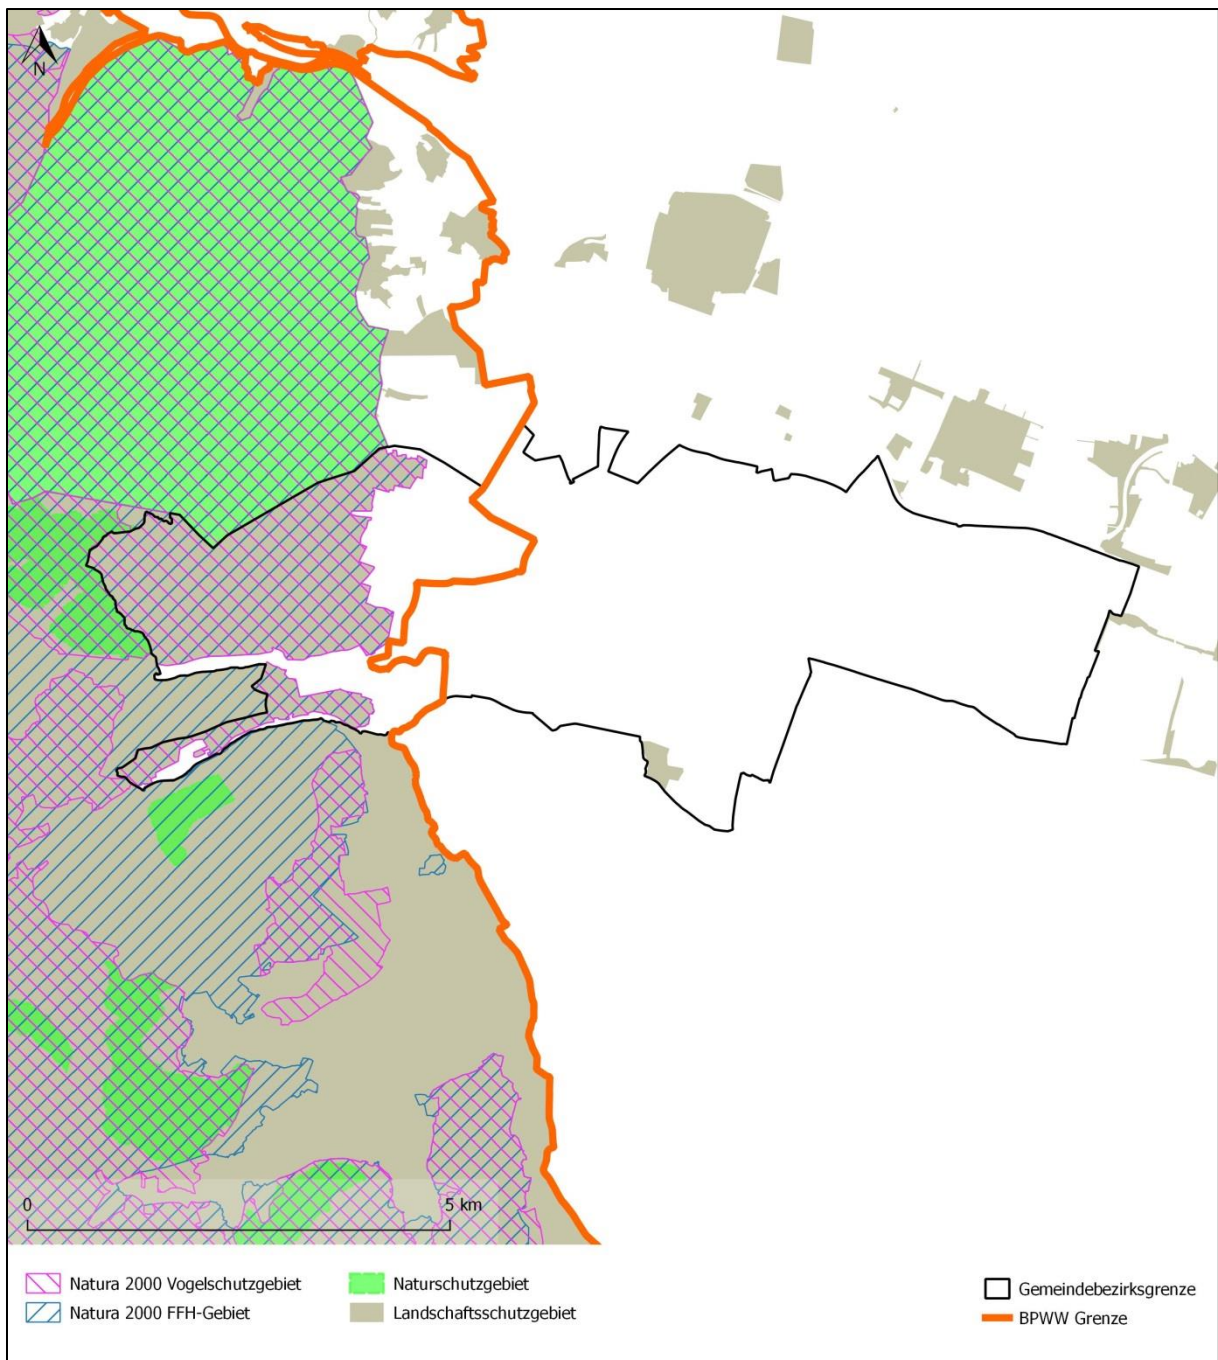 N
0 5 km
Natura 2000 Vogelschutzgebiet
Natura 2000 FFH-Gebiet
Naturschutzgebiet
Landschaftsschutzgebiet
Gemeindebezirksgrenze
BPWW Grenze